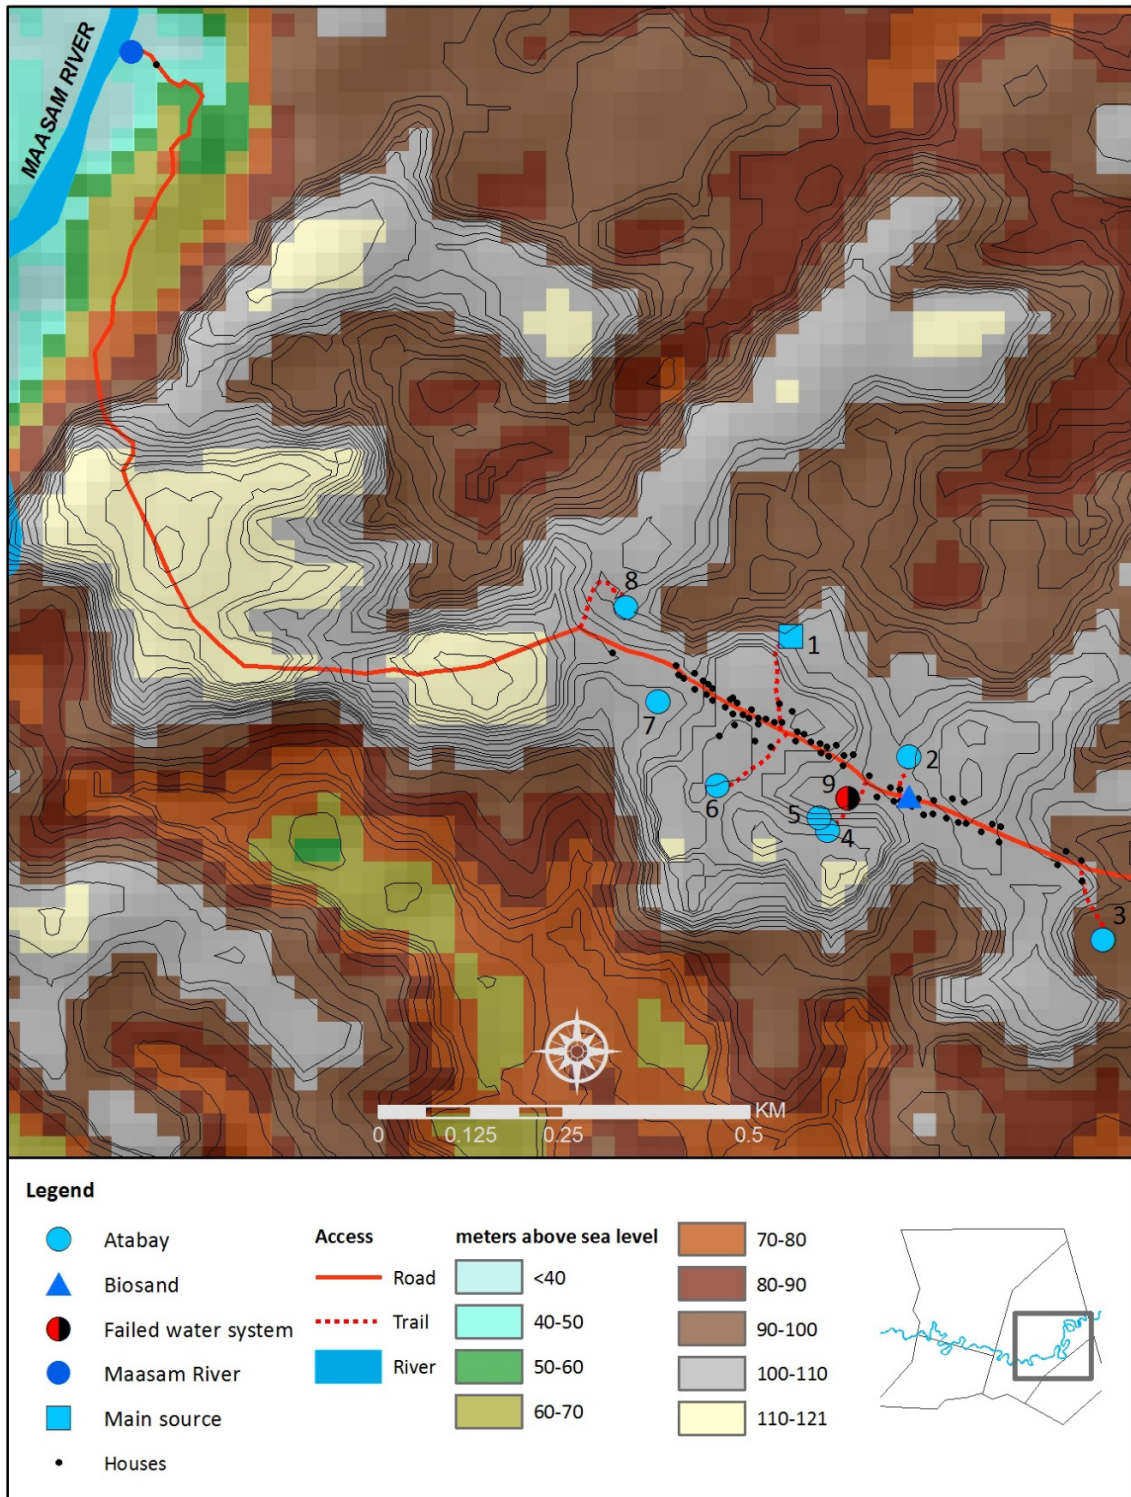 MAASAM RIVER
8
1
7
2
9
6
5
4
3
KM
0 0.125 0.25 0.5
Legend
Atabay
Biosand
Failed water system
Maasam River
Main source
Houses
Access
Road
Trail
River
meters above sea level
<40
40-50
50-60
60-70
70-80
80-90
90-100
100-110
110-121